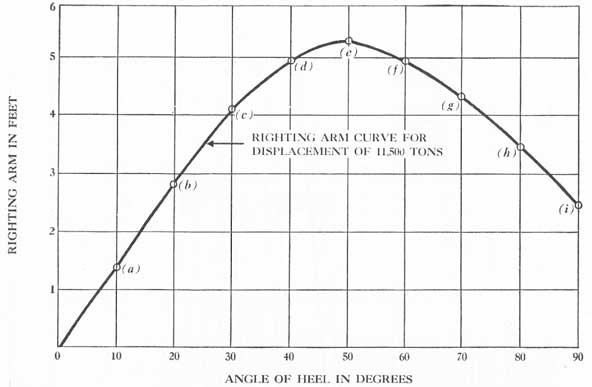 6
5
4
3
2
1
RIGHTING ARM IN FEET
(a)
(b)
(c)
(d)
(e)
(f)
(g)
(h)
(i)
RIGHTING ARM CURVE FOR
DISPLACEMENT OF 11,500 TONS
0 10 20 30 40 50 60 70 80 90
ANGLE OF HEEL IN DEGREES